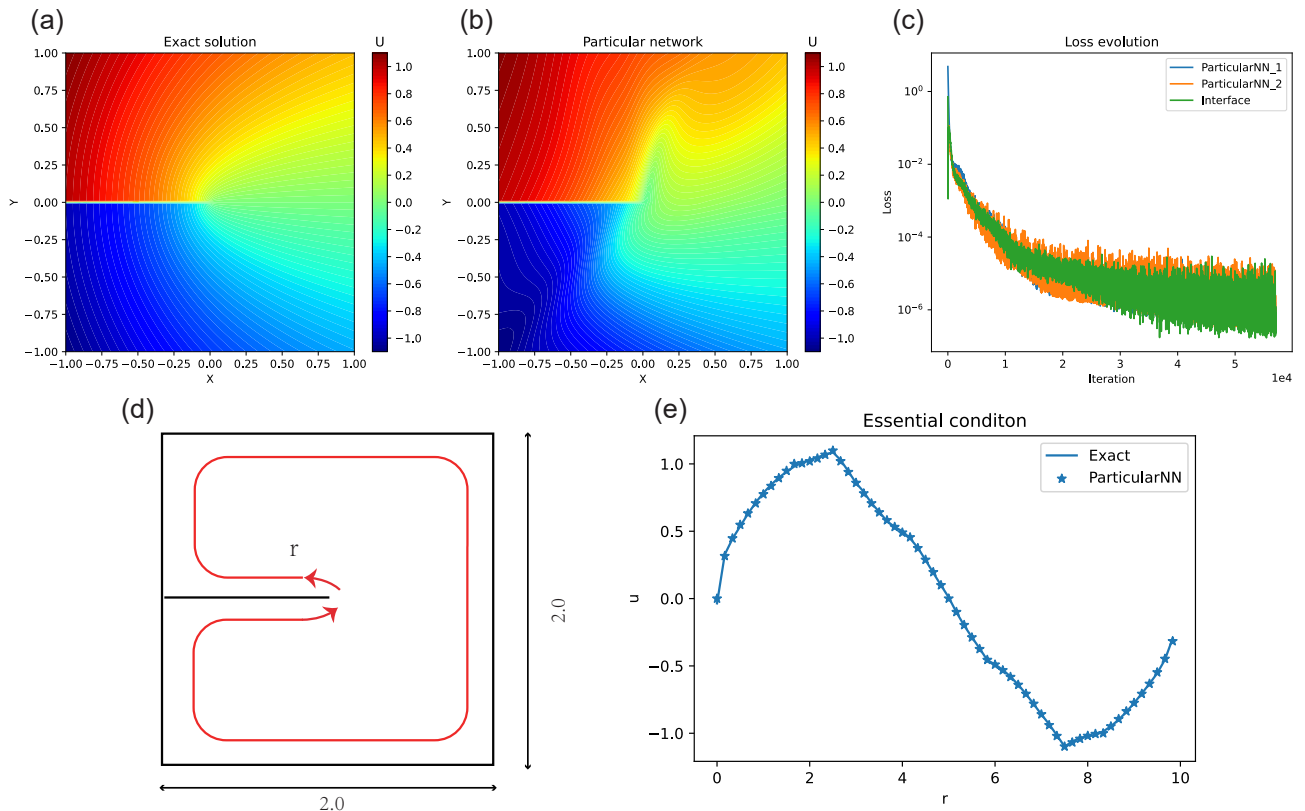 (a)
Exact solution
U
1.00
0.75
0.50
0.25
0.00
−0.25
−0.50
−0.75
−1.00
Y
−1.00 −0.75 −0.50 −0.25 0.00 0.25 0.50 0.75 1.00
X
1.0
0.8
0.6
0.4
0.2
0.0
−0.2
−0.4
−0.6
−0.8
−1.0
(b)
Particular network
U
1.00
0.75
0.50
0.25
0.00
−0.25
−0.50
−0.75
−1.00
Y
−1.00 −0.75 −0.50 −0.25 0.00 0.25 0.50 0.75 1.00
X
1.0
0.8
0.6
0.4
0.2
0.0
−0.2
−0.4
−0.6
−0.8
−1.0
(c)
Loss evolution
ParticularNN_1
ParticularNN_2
Interface
10⁰
10⁻²
10⁻⁴
10⁻⁶
Loss
0 1 2 3 4 5
Iteration
1e4
(d)
r
2.0
2.0
(e)
Essential conditon
Exact
ParticularNN
1.0
0.5
0.0
−0.5
−1.0
u
0 2 4 6 8 10
r